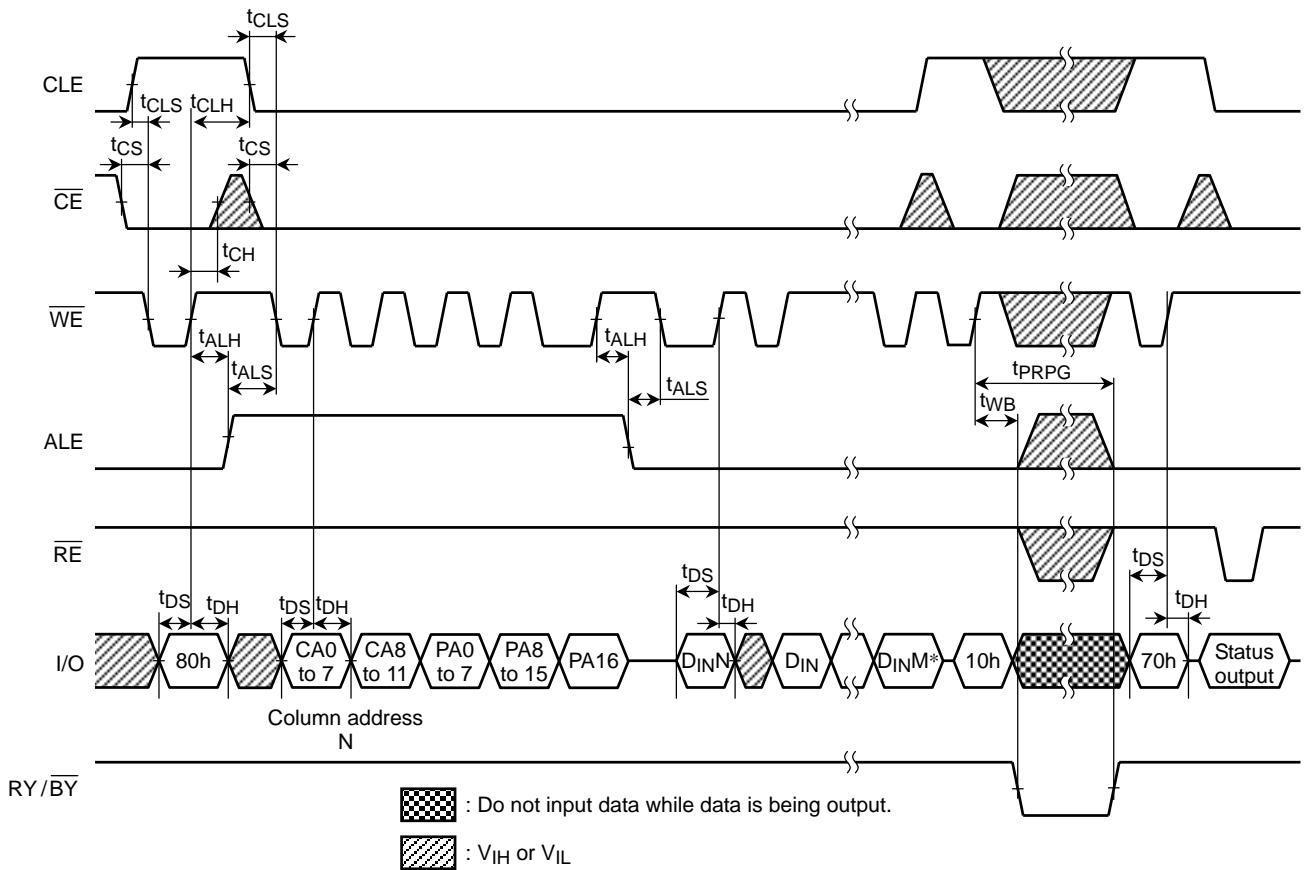 tCLS
CLE
tCLS tCLH
tCS tCS
CE
tCH
WE
tALH tALH
tALS tALS
tPRPG
tWB
ALE
RE
tDS tDH tDS tDH tDS tDH tDS tDH
I/O 80h CA0 to 7 CA8 to 11 PA0 to 7 PA8 to 15 PA16 DINN DIN DINM* 10h 70h Status output
Column address
N
RY/BY
: Do not input data while data is being output.
: VIH or VIL